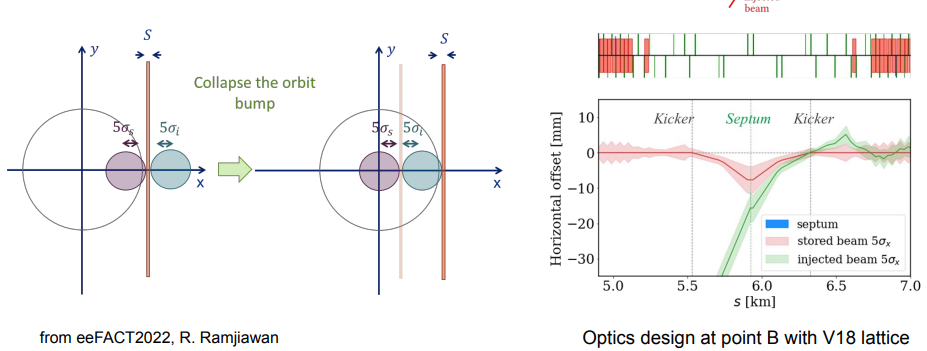 injected
beam
S
y
5σs
5σi
x
Collapse the orbit
bump
S
y
5σs
5σi
x
Horizontal offset [mm]
10
0
−10
−20
−30
Kicker
Septum
Kicker
septum
stored beam 5σx
injected beam 5σx
5.0
5.5
6.0
6.5
7.0
s [km]
from eeFACT2022, R. Ramjiawan
Optics design at point B with V18 lattice